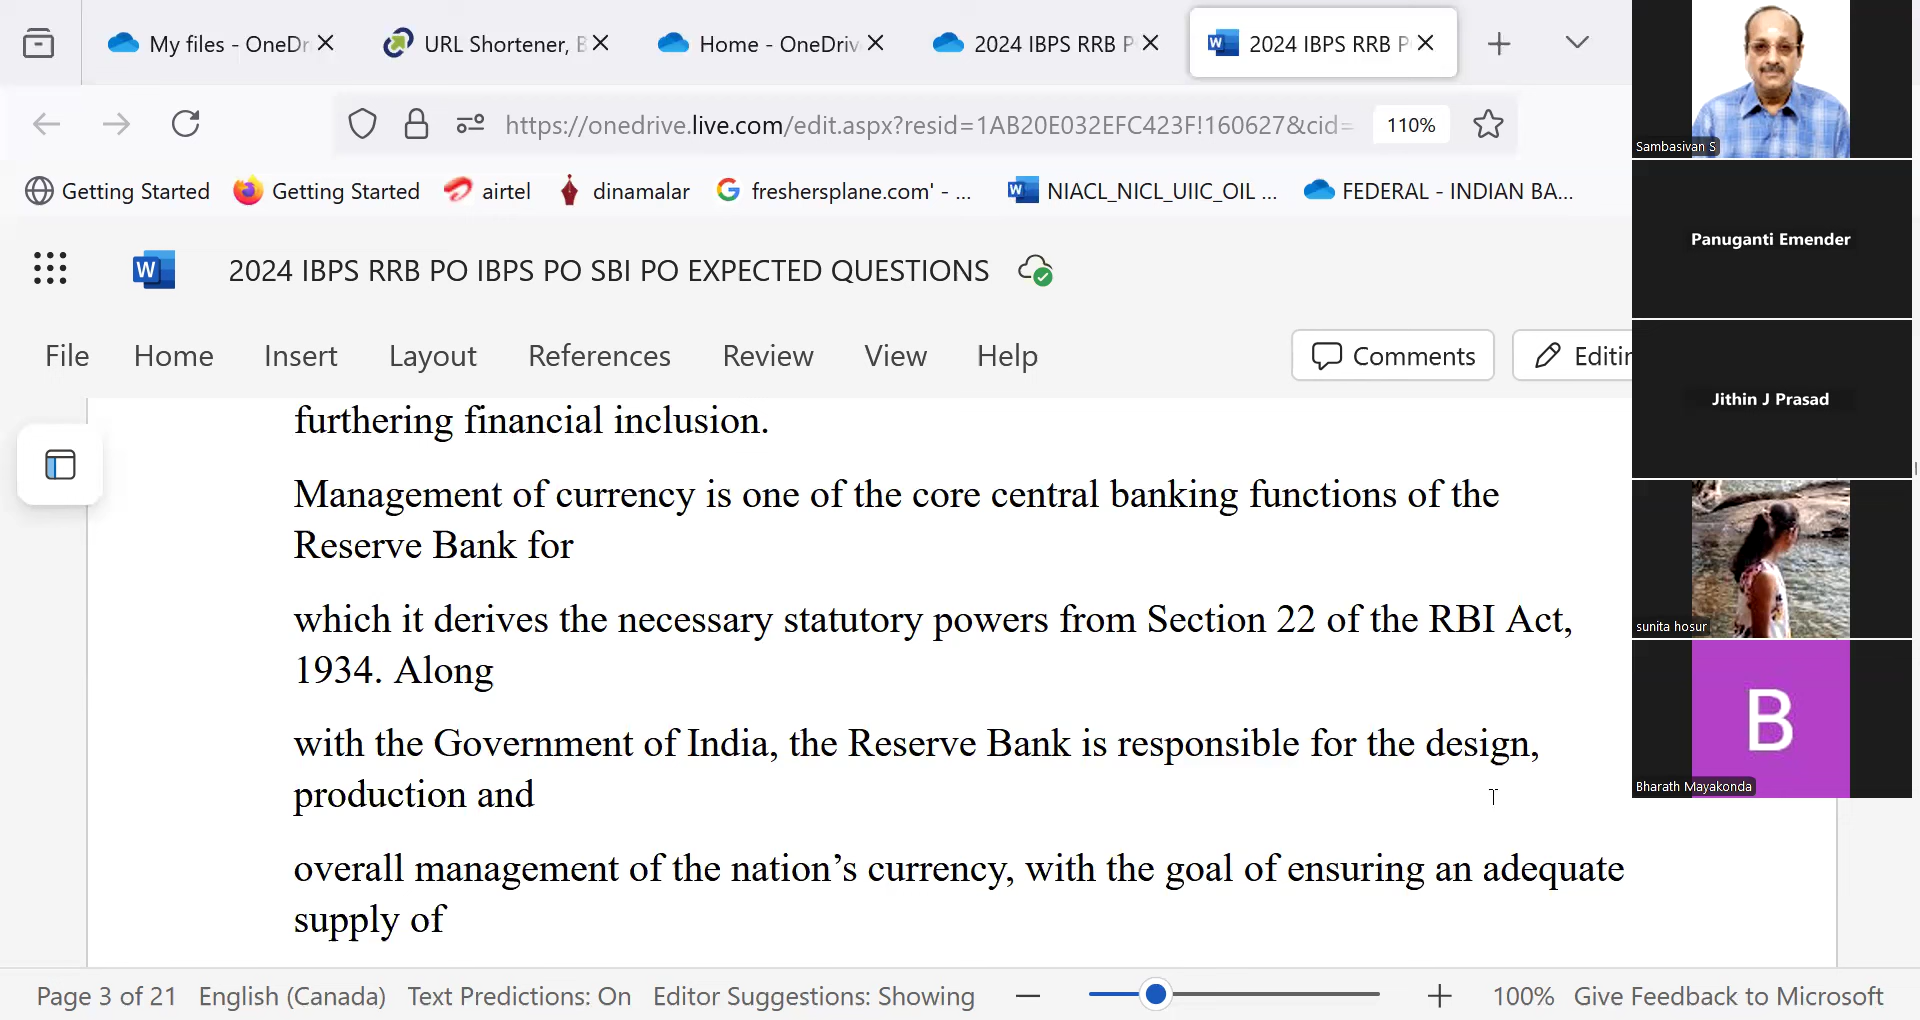 My files - OneDr
URL Shortener, B
Home - OneDriv
2024 IBPS RRB P
2024 IBPS RRB P
https://onedrive.live.com/edit.aspx?resid=1AB20E032EFC423F!160627&cid=
110%
Getting Started
Getting Started
airtel
dinamalar
freshersplane.com' - ...
NIACL_NICL_UIIC_OIL ...
FEDERAL - INDIAN BA...
2024 IBPS RRB PO IBPS PO SBI PO EXPECTED QUESTIONS
File Home Insert Layout References Review View Help
Comments
Editin
furthering financial inclusion.
Management of currency is one of the core central banking functions of the
Reserve Bank for
which it derives the necessary statutory powers from Section 22 of the RBI Act,
1934. Along
with the Government of India, the Reserve Bank is responsible for the design,
production and
overall management of the nation’s currency, with the goal of ensuring an adequate
supply of
Page 3 of 21 English (Canada) Text Predictions: On Editor Suggestions: Showing
100% Give Feedback to Microsoft
Sambasivan S
Panuganti Emender
Jithin J Prasad
sunita hosur
B
Bharath Mayakonda